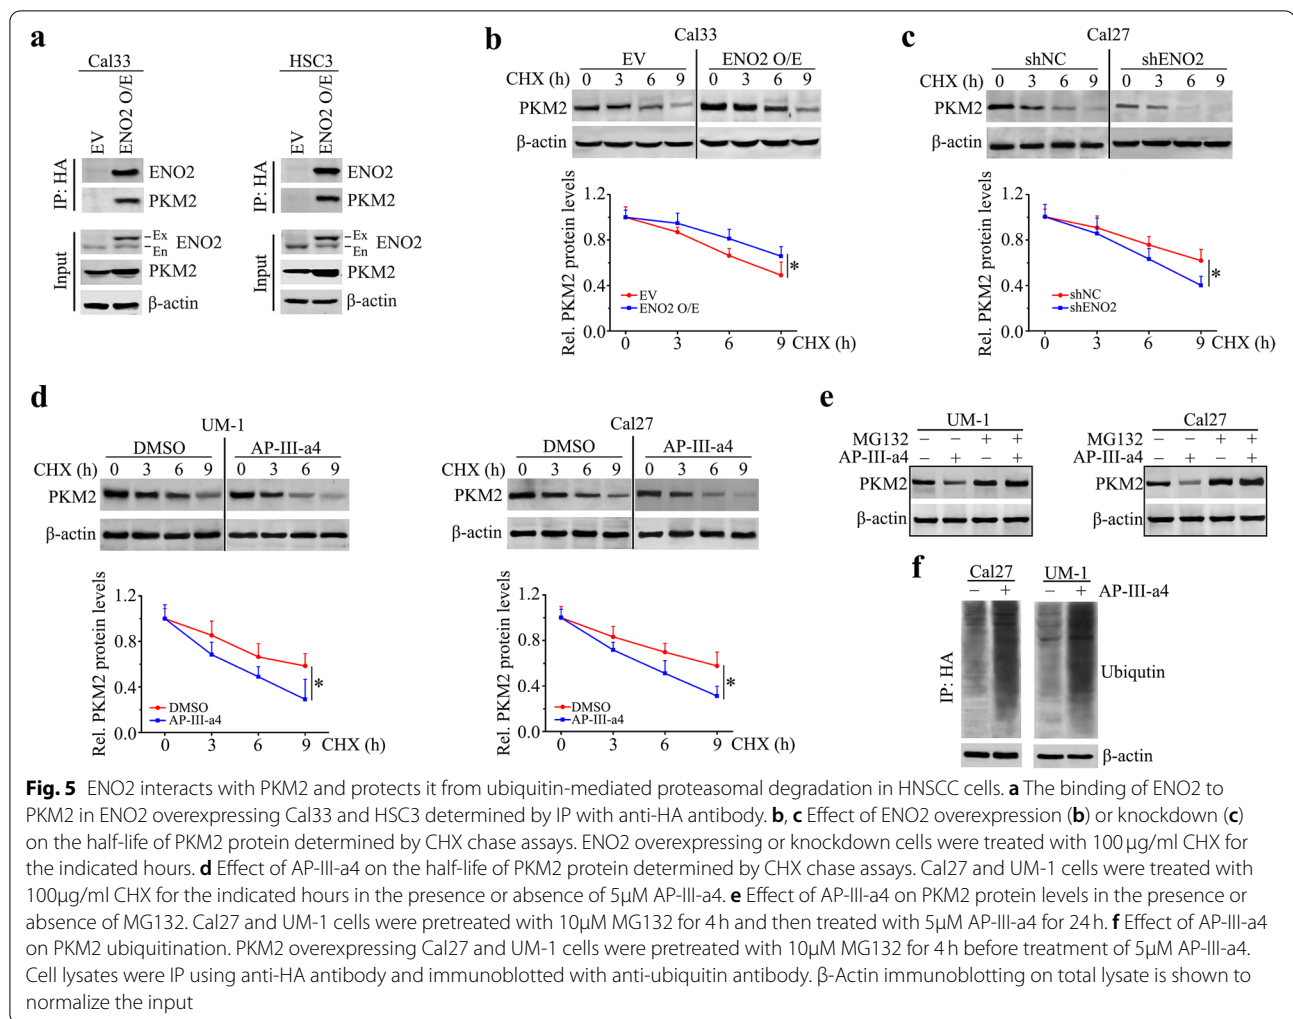 a
Cal33
EV
ENO2 O/E
IP: HA
ENO2
PKM2
Input
Ex
En
ENO2
PKM2
β-actin
HSC3
EV
ENO2 O/E
IP: HA
ENO2
PKM2
Input
Ex
En
ENO2
PKM2
β-actin
b
Cal33
EV ENO2 O/E
CHX (h) 0 3 6 9 0 3 6 9
PKM2
β-actin
Rel. PKM2 protein levels
1.2
0.8
0.4
0.0
*
EV
ENO2 O/E
0 3 6 9 CHX (h)
c
Cal27
shNC shENO2
CHX (h) 0 3 6 9 0 3 6 9
PKM2
β-actin
Rel. PKM2 protein levels
1.2
0.8
0.4
0.0
*
shNC
shENO2
0 3 6 9 CHX (h)
d
UM-1
DMSO AP-III-a4
CHX (h) 0 3 6 9 0 3 6 9
PKM2
β-actin
Rel. PKM2 protein levels
1.2
0.8
0.4
0.0
*
DMSO
AP-III-a4
0 3 6 9 CHX (h)
Cal27
DMSO AP-III-a4
CHX (h) 0 3 6 9 0 3 6 9
PKM2
β-actin
Rel. PKM2 protein levels
1.2
0.8
0.4
0.0
*
DMSO
AP-III-a4
0 3 6 9 CHX (h)
e
UM-1
MG132 – – + +
AP-III-a4 – + – +
PKM2
β-actin
Cal27
MG132 – – + +
AP-III-a4 – + – +
PKM2
β-actin
f
Cal27 UM-1
– + – + AP-III-a4
IP: HA
Ubiqutin
β-actin
Fig. 5 ENO2 interacts with PKM2 and protects it from ubiquitin-mediated proteasomal degradation in HNSCC cells. a The binding of ENO2 to
PKM2 in ENO2 overexpressing Cal33 and HSC3 determined by IP with anti-HA antibody. b, c Effect of ENO2 overexpression (b) or knockdown (c)
on the half-life of PKM2 protein determined by CHX chase assays. ENO2 overexpressing or knockdown cells were treated with 100 μg/ml CHX for
the indicated hours. d Effect of AP-III-a4 on the half-life of PKM2 protein determined by CHX chase assays. Cal27 and UM-1 cells were treated with
100μg/ml CHX for the indicated hours in the presence or absence of 5μM AP-III-a4. e Effect of AP-III-a4 on PKM2 protein levels in the presence or
absence of MG132. Cal27 and UM-1 cells were pretreated with 10μM MG132 for 4 h and then treated with 5μM AP-III-a4 for 24 h. f Effect of AP-III-a4
on PKM2 ubiquitination. PKM2 overexpressing Cal27 and UM-1 cells were pretreated with 10μM MG132 for 4 h before treatment of 5μM AP-III-a4.
Cell lysates were IP using anti-HA antibody and immunoblotted with anti-ubiquitin antibody. β-Actin immunoblotting on total lysate is shown to
normalize the input